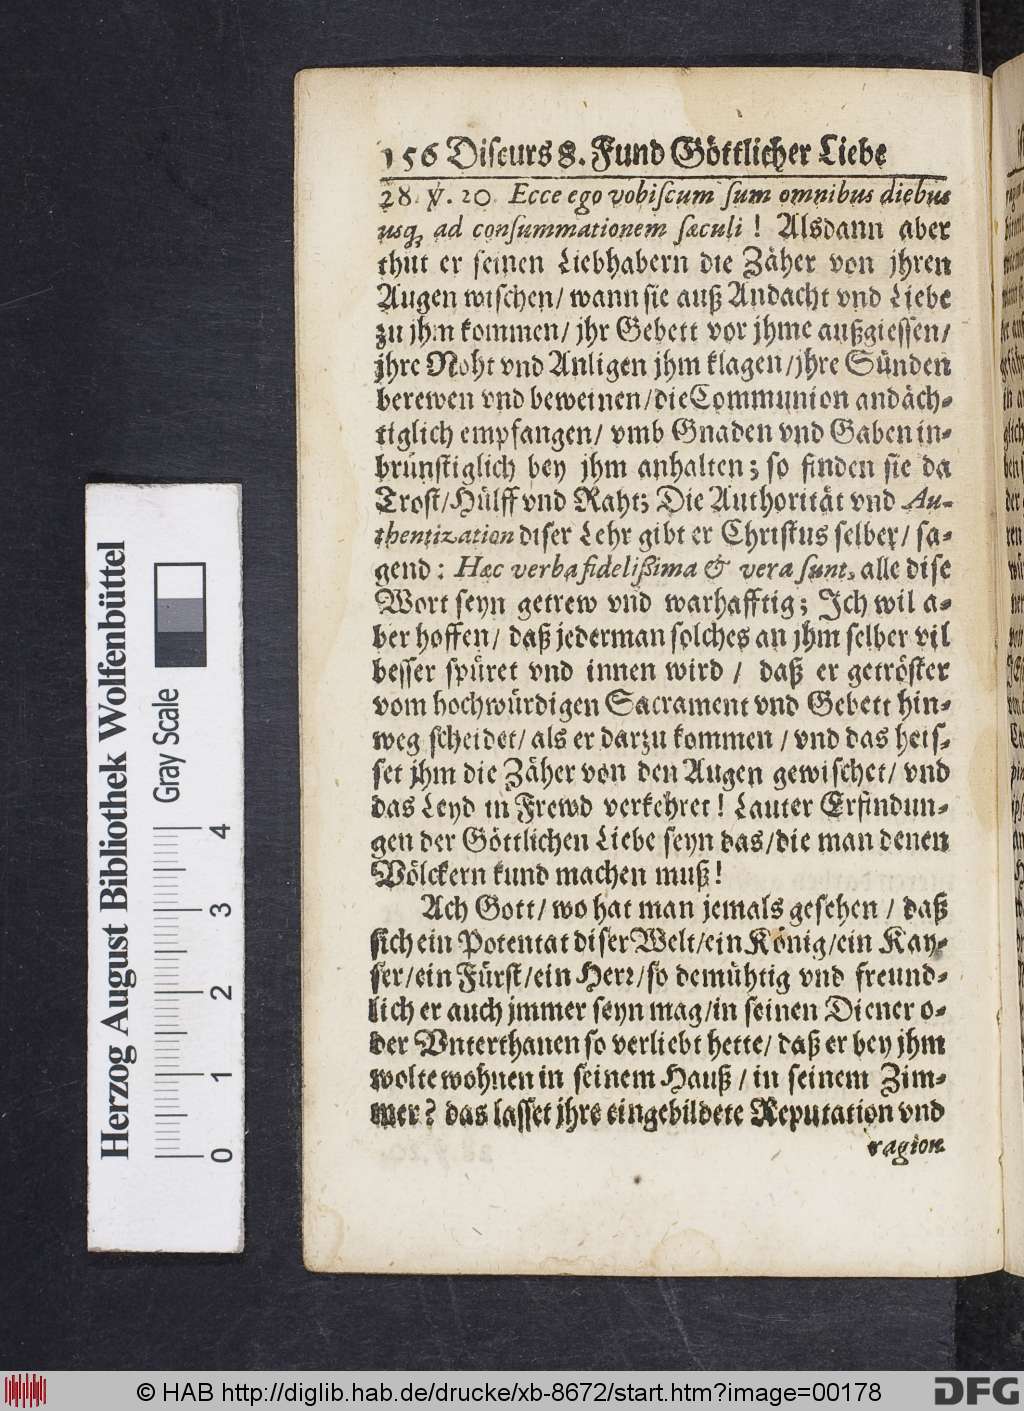 156 Discurs 8. Fund Göttlicher Liebe
28. ℣. 20. Ecce ego vobiſcum ſum omnibus diebus
usq; ad conſummationem ſæculi! Alsdann aber
thut er ſeinen Liebhabern die Zäher von jhren
Augen wiſchen/ wann ſie auß Andacht vnd Liebe
zu jhm kommen/ jhr Gebett vor jhme außgieſſen/
jhre Noht vnd Anligen jhm klagen/ jhre Sünden
berewen vnd beweinen/ die Communion andäch-
tiglich empfangen/ vmb Gnaden vnd Gaben in-
brünſtiglich bey jhm anhalten; ſo finden ſie da
Troſt/ Hülff vnd Raht; Die Authorität vnd Au-
thentization diſer Lehr gibt er Chriſtus ſelber/ ſa-
gend: Hæc verba fideliſſima & vera ſunt, alle diſe
Wort ſeyn getrew vnd warhafftig; Ich wil a-
ber hoffen/ daß jederman ſolches an jhm ſelber vil
beſſer ſpüret vnd innen wird / daß er getröſter
vom hochwürdigen Sacrament vnd Gebett hin-
weg ſcheidet/ als er darzu kommen / vnd das heiſ-
ſet jhm die Zäher von den Augen gewiſchet/ vnd
das Leyd in Frewd verkehret! Lauter Erfindun-
gen der Göttlichen Liebe ſeyn das/ die man denen
Völckern kund machen muß!
Ach Gott/ wo hat man jemals geſehen / daß
ſich ein Potentat diſer Welt/ ein König/ ein Kay-
ſer/ ein Fürſt/ ein Herr/ ſo demühtig vnd freund-
lich er auch jmmer ſeyn mag/ in ſeinen Diener o-
der Vnterthanen ſo verliebt hette/ daß er bey jhm
wolte wohnen in ſeinem Hauß / in ſeinem Zim-
mer? das laſſet jhre eingebildete Reputation vnd
ragion
Herzog August Bibliothek Wolfenbüttel
Gray Scale
0 1 2 3 4
© HAB http://diglib.hab.de/drucke/xb-8672/start.htm?image=00178
DFG